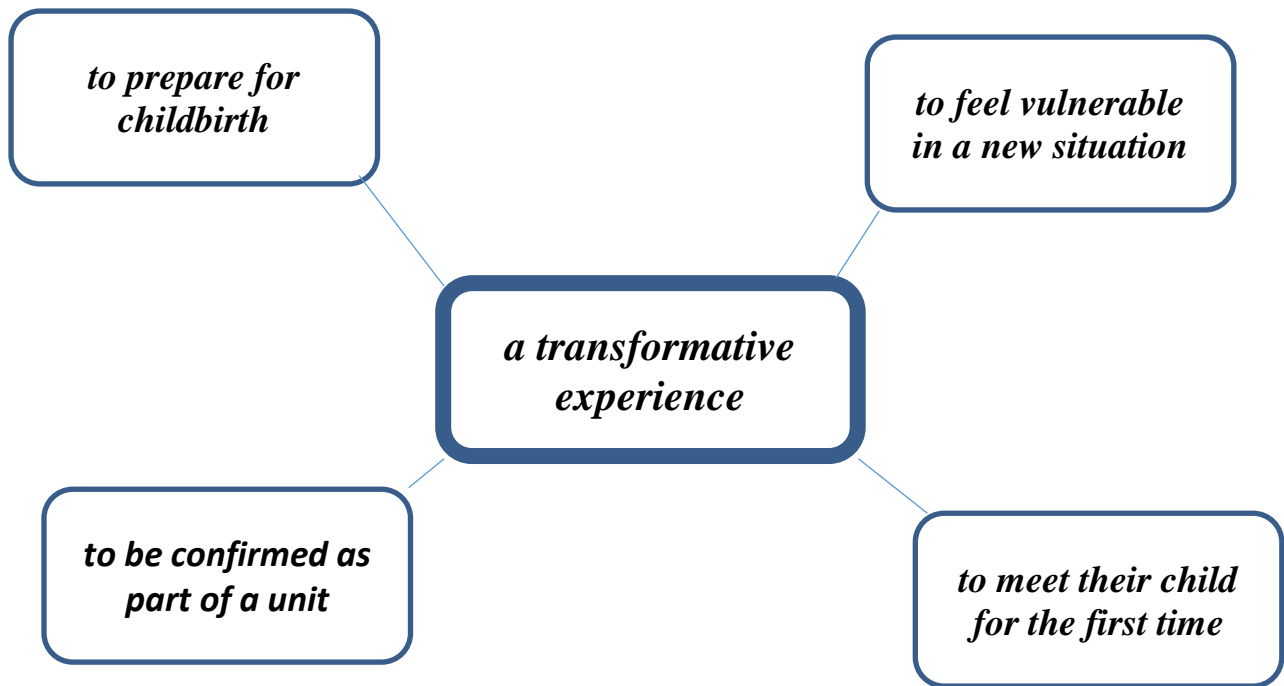 to prepare for
childbirth
to feel vulnerable
in a new situation
a transformative
experience
to be confirmed as
part of a unit
to meet their child
for the first time